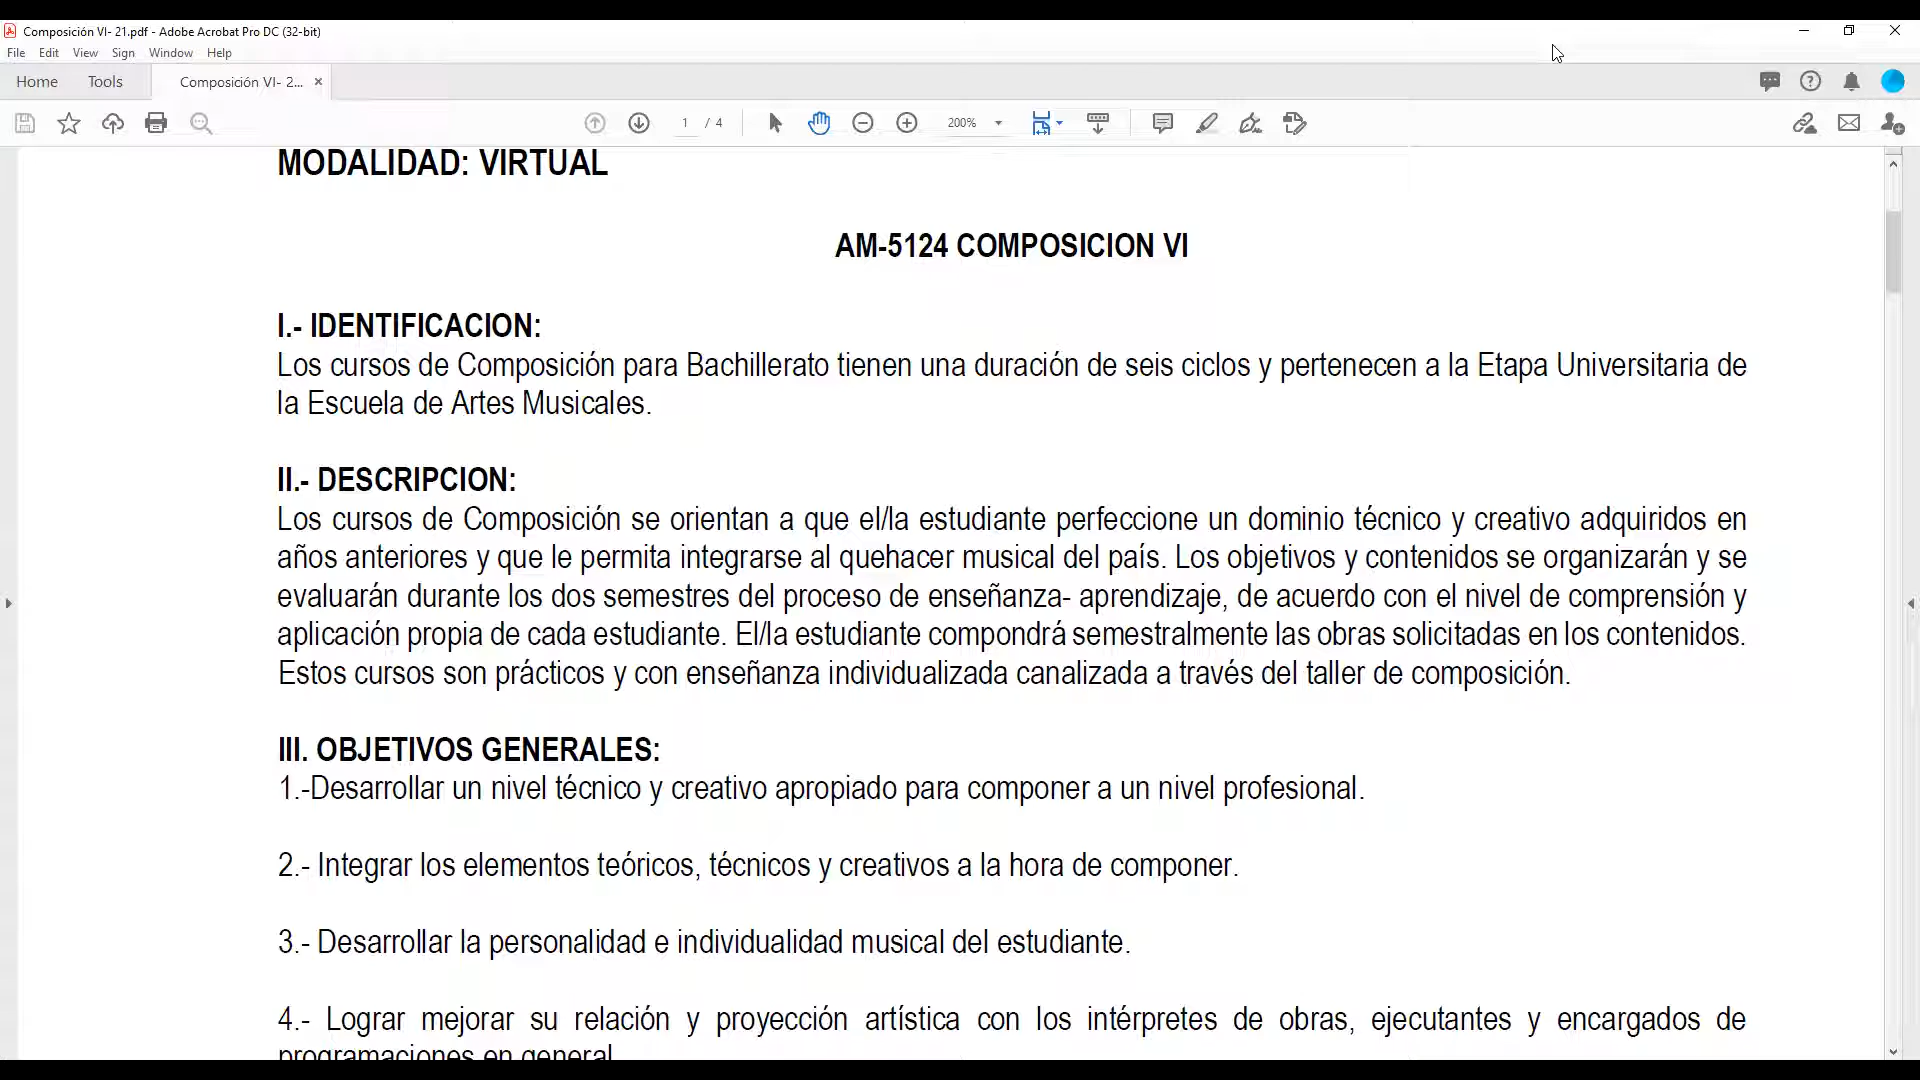 Composición VI- 21.pdf - Adobe Acrobat Pro DC (32-bit)
File Edit View Sign Window Help
Home Tools Composición VI- 2... ×
1 / 4 200%
MODALIDAD: VIRTUAL
AM-5124 COMPOSICION VI
I.- IDENTIFICACION:
Los cursos de Composición para Bachillerato tienen una duración de seis ciclos y pertenecen a la Etapa Universitaria de
la Escuela de Artes Musicales.
II.- DESCRIPCION:
Los cursos de Composición se orientan a que el/la estudiante perfeccione un dominio técnico y creativo adquiridos en
años anteriores y que le permita integrarse al quehacer musical del país. Los objetivos y contenidos se organizarán y se
evaluarán durante los dos semestres del proceso de enseñanza- aprendizaje, de acuerdo con el nivel de comprensión y
aplicación propia de cada estudiante. El/la estudiante compondrá semestralmente las obras solicitadas en los contenidos.
Estos cursos son prácticos y con enseñanza individualizada canalizada a través del taller de composición.
III. OBJETIVOS GENERALES:
1.-Desarrollar un nivel técnico y creativo apropiado para componer a un nivel profesional.
2.- Integrar los elementos teóricos, técnicos y creativos a la hora de componer.
3.- Desarrollar la personalidad e individualidad musical del estudiante.
4.- Lograr mejorar su relación y proyección artística con los intérpretes de obras, ejecutantes y encargados de
programaciones en general